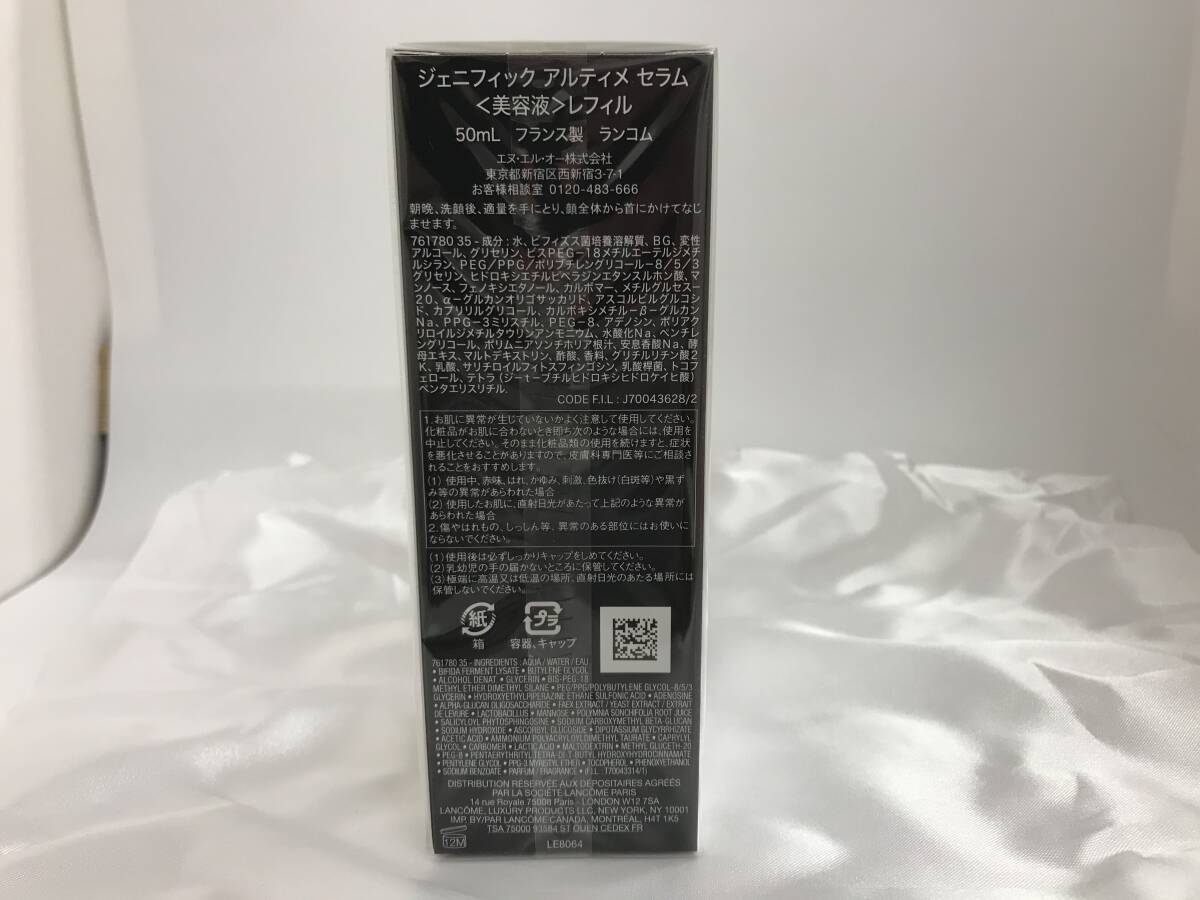 ジェニフィック アルティメ セラム
<美容液>レフィル
50mL フランス製 ランコム
エヌ・エル・オー株式会社
東京都新宿区西新宿3-7-1
お客様相談室 0120-483-666
朝晩、洗顔後、適量を手にとり、顔全体から首にかけてなじ
ませます。
761780 35 - 成分 : 水、ビフィズス菌培養溶解質、BG、変性
アルコール、グリセリン、ビスPEG-18メチルエーテルジメチ
ルシラン、PEG/PPG/ポリブチレングリコール-8/5/3
グリセリン、ヒドロキシエチルピペラジンエタンスルホン酸、マ
ンノース、フェノキシエタノール、カルボマー、メチルグルセス-
20、α-グルカンオリゴサッカリド、アスコルビルグルコシ
ド、カプリリルグリコール、カルボキシメチル-β-グルカン
Na、PPG-3ミリスチル、PEG-8、アデノシン、ポリアク
リロイルジメチルタウリンアンモニウム、水酸化Na、ペンチレ
ングリコール、ポリムニアソンチホリア根汁、安息香酸Na、酵
母エキス、マルトデキストリン、酢酸、香料、グリチルリチン酸2
K、乳酸、サリチロイルフィトスフィンゴシン、乳酸桿菌、トコフ
ェロール、テトラ(ジ-t-ブチルヒドロキシヒドロケイヒ酸)
ペンタエリスリチル.
CODE F.I.L : J70043628/2
1.お肌に異常が生じていないかよく注意して使用してください。
化粧品がお肌に合わないとき即ち次のような場合には、使用を
中止してください。そのまま化粧品類の使用を続けますと、症状
を悪化させることがありますので、皮膚科専門医等にご相談さ
れることをおすすめします。
(1) 使用中、赤味、はれ、かゆみ、刺激、色抜け(白斑等)や黒ず
み等の異常があらわれた場合
(2) 使用したお肌に、直射日光があたって上記のような異常が
あらわれた場合
2.傷やはれもの、しっしん等、異常のある部位にはお使いに
ならないでください。
(1)使用後は必ずしっかりキャップをしめてください。
(2)乳幼児の手の届かないところに保管してください。
(3)極端に高温又は低温の場所、直射日光のあたる場所には
保管しないでください。
紙 プラ
箱 容器、キャップ
761780 35 - INGREDIENTS : AQUA / WATER / EAU
• BIFIDA FERMENT LYSATE • BUTYLENE GLYCOL
• ALCOHOL DENAT • GLYCERIN • BIS-PEG-18
METHYL ETHER DIMETHYL SILANE • PEG/PPG/POLYBUTYLENE GLYCOL-8/5/3
GLYCERIN • HYDROXYETHYLPIPERAZINE ETHANE SULFONIC ACID • ADENOSINE
• ALPHA-GLUCAN OLIGOSACCHARIDE • FAEX EXTRACT / YEAST EXTRACT / EXTRAIT
DE LEVURE • LACTOBACILLUS • MANNOSE • POLYMNIA SONCHIFOLIA ROOT JUICE
• SALICYLOYL PHYTOSPHINGOSINE • SODIUM CARBOXYMETHYL BETA-GLUCAN
• SODIUM HYDROXIDE • ASCORBYL GLUCOSIDE • DIPOTASSIUM GLYCYRRHIZATE
• ACETIC ACID • AMMONIUM POLYACRYLOYLDIMETHYL TAURATE • CAPRYLYL
GLYCOL • CARBOMER • LACTIC ACID • MALTODEXTRIN • METHYL GLUCETH-20
• PEG-8 • PENTAERYTHRITYL TETRA-DI-T-BUTYL HYDROXYHYDROCINNAMATE
• PENTYLENE GLYCOL • PPG-3 MYRISTYL ETHER • TOCOPHEROL • PHENOXYETHANOL
• SODIUM BENZOATE • PARFUM / FRAGRANCE • (F.I.L. : T70043314/1)
DISTRIBUTION RÉSERVÉE AUX DÉPOSITAIRES AGRÉÉS
PAR LA SOCIÉTÉ LANCÔME PARIS
14 rue Royale 75008 Paris - LONDON W12 7SA
LANCÔME, LUXURY PRODUCTS LLC, NEW YORK, NY 10001
IMP. BY/PAR LANCÔME CANADA, MONTRÉAL, H4T 1K5
TSA 75000 93584 ST OUEN CEDEX FR
12M LE8064